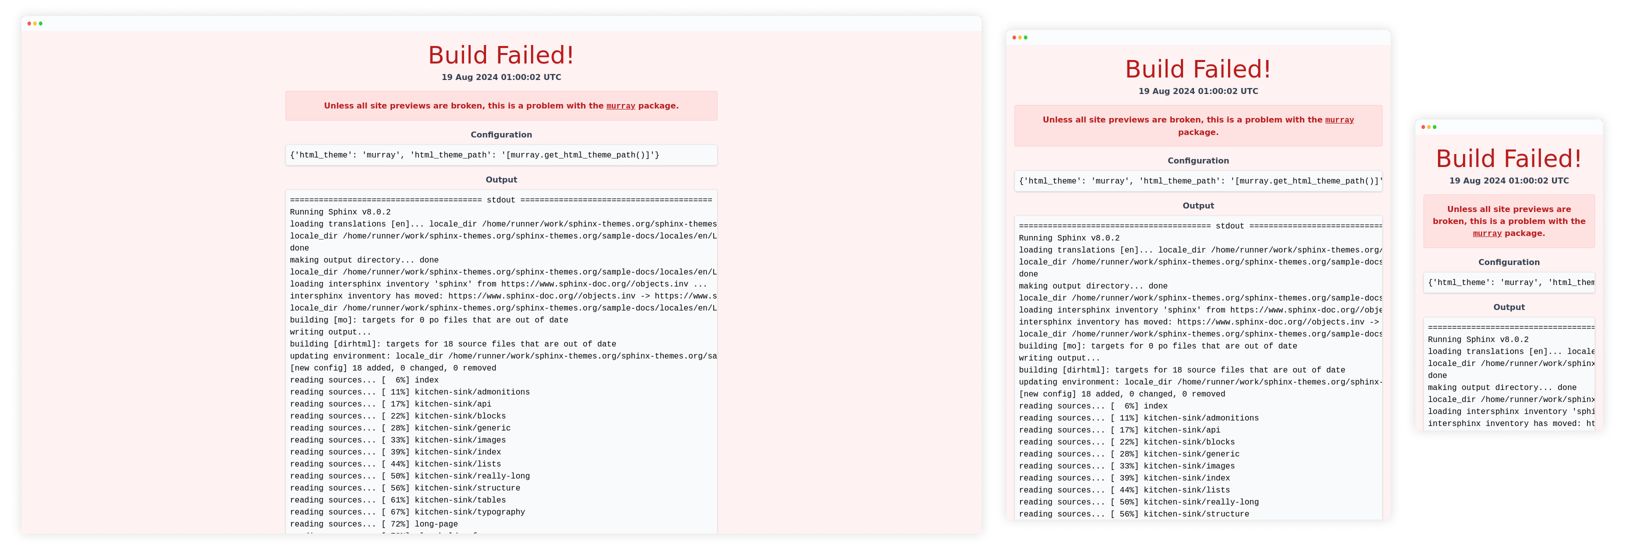 Build Failed!
19 Aug 2024 01:00:02 UTC
Unless all site previews are broken, this is a problem with the murray package.
Configuration
{'html_theme': 'murray', 'html_theme_path': '[murray.get_html_theme_path()]'}
Output
======================================== stdout ========================================
Running Sphinx v8.0.2
loading translations [en]... locale_dir /home/runner/work/sphinx-themes.org/sphinx-themes
locale_dir /home/runner/work/sphinx-themes.org/sphinx-themes.org/sample-docs/locales/en/L
done
making output directory... done
locale_dir /home/runner/work/sphinx-themes.org/sphinx-themes.org/sample-docs/locales/en/L
loading intersphinx inventory 'sphinx' from https://www.sphinx-doc.org//objects.inv ...
intersphinx inventory has moved: https://www.sphinx-doc.org//objects.inv -> https://www.s
locale_dir /home/runner/work/sphinx-themes.org/sphinx-themes.org/sample-docs/locales/en/L
building [mo]: targets for 0 po files that are out of date
writing output...
building [dirhtml]: targets for 18 source files that are out of date
updating environment: locale_dir /home/runner/work/sphinx-themes.org/sphinx-themes.org/sa
[new config] 18 added, 0 changed, 0 removed
reading sources... [  6%] index
reading sources... [ 11%] kitchen-sink/admonitions
reading sources... [ 17%] kitchen-sink/api
reading sources... [ 22%] kitchen-sink/blocks
reading sources... [ 28%] kitchen-sink/generic
reading sources... [ 33%] kitchen-sink/images
reading sources... [ 39%] kitchen-sink/index
reading sources... [ 44%] kitchen-sink/lists
reading sources... [ 50%] kitchen-sink/really-long
reading sources... [ 56%] kitchen-sink/structure
reading sources... [ 61%] kitchen-sink/tables
reading sources... [ 67%] kitchen-sink/typography
reading sources... [ 72%] long-page
Build Failed!
19 Aug 2024 01:00:02 UTC
Unless all site previews are broken, this is a problem with the murray
package.
Configuration
{'html_theme': 'murray', 'html_theme_path': '[murray.get_html_theme_path()]'
Output
======================================== stdout ============================
Running Sphinx v8.0.2
loading translations [en]... locale_dir /home/runner/work/sphinx-themes.org/
locale_dir /home/runner/work/sphinx-themes.org/sphinx-themes.org/sample-docs
done
making output directory... done
locale_dir /home/runner/work/sphinx-themes.org/sphinx-themes.org/sample-docs
loading intersphinx inventory 'sphinx' from https://www.sphinx-doc.org//obje
intersphinx inventory has moved: https://www.sphinx-doc.org//objects.inv ->
locale_dir /home/runner/work/sphinx-themes.org/sphinx-themes.org/sample-docs
building [mo]: targets for 0 po files that are out of date
writing output...
building [dirhtml]: targets for 18 source files that are out of date
updating environment: locale_dir /home/runner/work/sphinx-themes.org/sphinx-
[new config] 18 added, 0 changed, 0 removed
reading sources... [  6%] index
reading sources... [ 11%] kitchen-sink/admonitions
reading sources... [ 17%] kitchen-sink/api
reading sources... [ 22%] kitchen-sink/blocks
reading sources... [ 28%] kitchen-sink/generic
reading sources... [ 33%] kitchen-sink/images
reading sources... [ 39%] kitchen-sink/index
reading sources... [ 44%] kitchen-sink/lists
reading sources... [ 50%] kitchen-sink/really-long
reading sources... [ 56%] kitchen-sink/structure
Build Failed!
19 Aug 2024 01:00:02 UTC
Unless all site previews are
broken, this is a problem with the
murray package.
Configuration
{'html_theme': 'murray', 'html_them
Output
===================================
Running Sphinx v8.0.2
loading translations [en]... locale
locale_dir /home/runner/work/sphinx
done
making output directory... done
locale_dir /home/runner/work/sphinx
loading intersphinx inventory 'sphi
intersphinx inventory has moved: ht